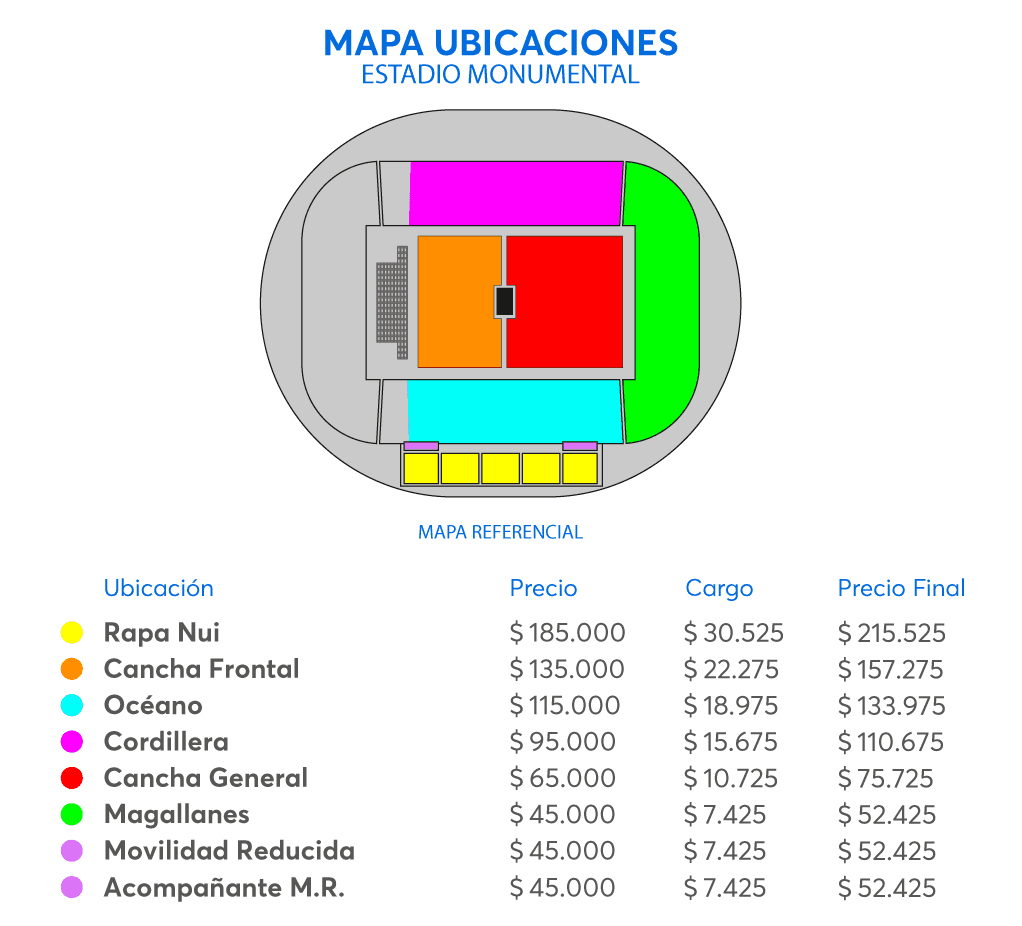 MAPA UBICACIONES
ESTADIO MONUMENTAL
MAPA REFERENCIAL
Ubicación Precio Cargo Precio Final
Rapa Nui $ 185.000 $ 30.525 $ 215.525
Cancha Frontal $ 135.000 $ 22.275 $ 157.275
Océano $ 115.000 $ 18.975 $ 133.975
Cordillera $ 95.000 $ 15.675 $ 110.675
Cancha General $ 65.000 $ 10.725 $ 75.725
Magallanes $ 45.000 $ 7.425 $ 52.425
Movilidad Reducida $ 45.000 $ 7.425 $ 52.425
Acompañante M.R. $ 45.000 $ 7.425 $ 52.425